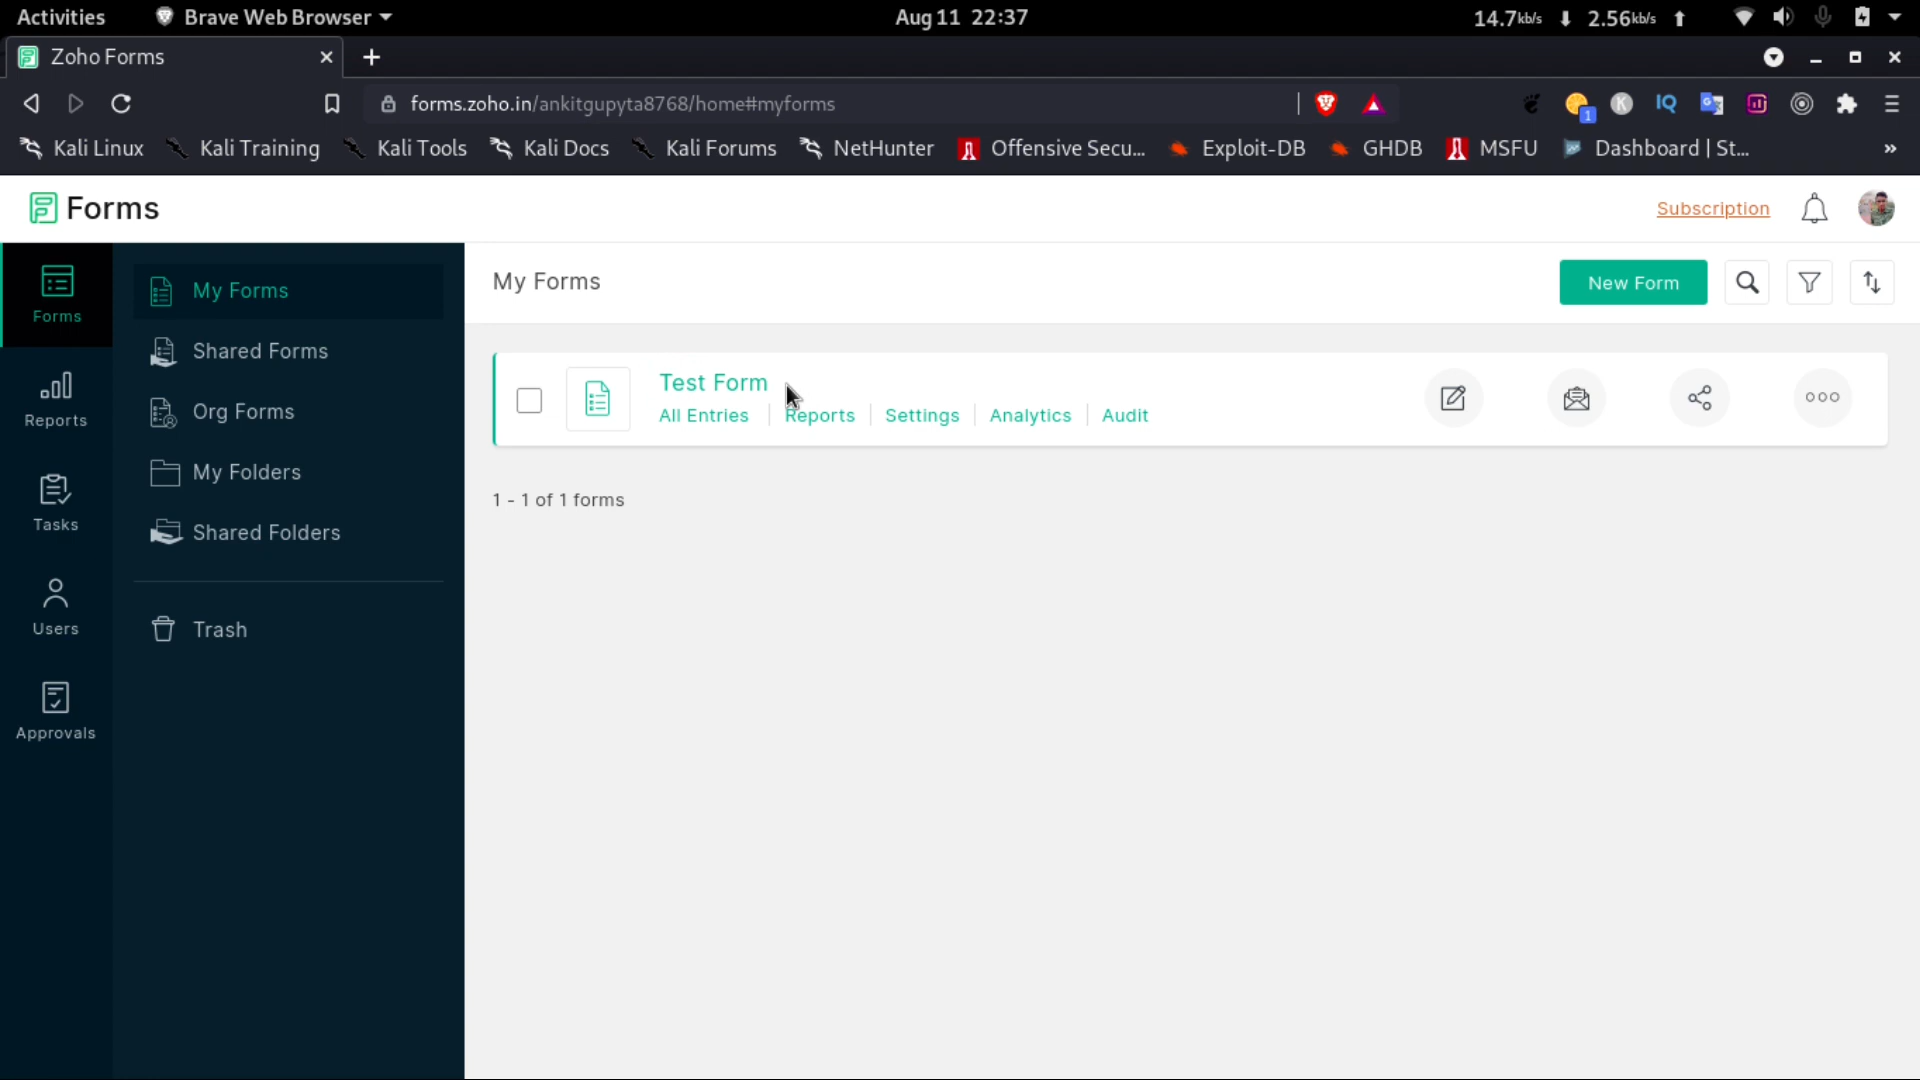 Activities Brave Web Browser Aug 11 22:37 14.7kb/s 2.56kb/s
Zoho Forms
forms.zoho.in/ankitgupyta8768/home#myforms 1
Kali Linux Kali Training Kali Tools Kali Docs Kali Forums NetHunter Offensive Secu... Exploit-DB GHDB MSFU Dashboard | St... »
Forms Subscription
Forms
Reports
Tasks
Users
Approvals
My Forms
Shared Forms
Org Forms
My Folders
Shared Folders
Trash
My Forms New Form
Test Form
All Entries Reports Settings Analytics Audit
1 - 1 of 1 forms